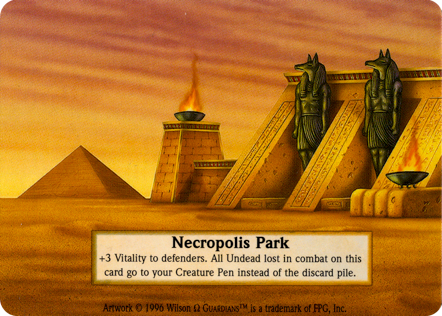 Necropolis Park
+3 Vitality to defenders. All Undead lost in combat on this
card go to your Creature Pen instead of the discard pile.
Artwork © 1996 Wilson Ω GUARDIANS™ is a trademark of FPG, Inc.